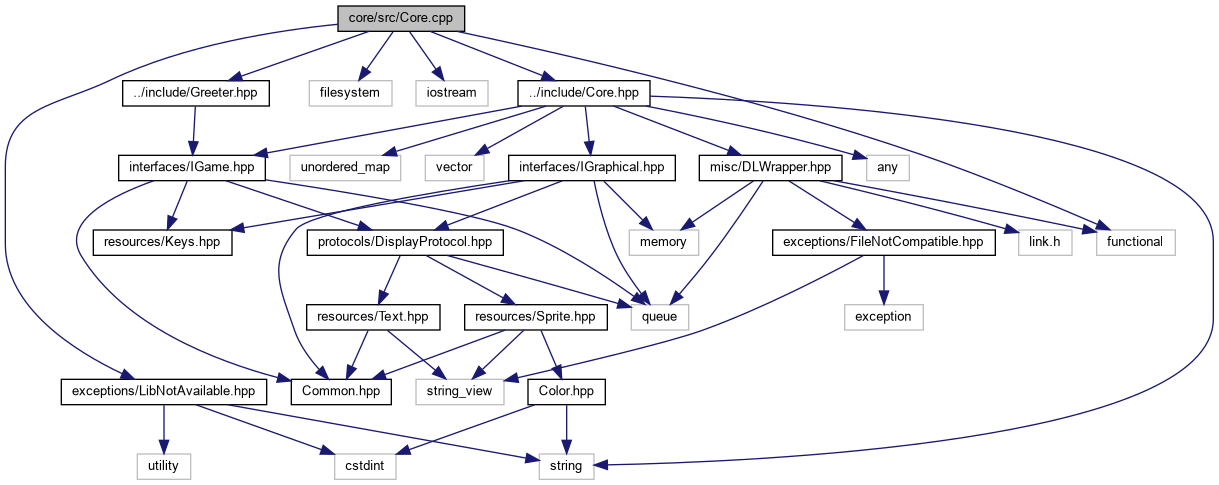 core/src/Core.cpp
../include/Greeter.hpp
filesystem
iostream
../include/Core.hpp
interfaces/IGame.hpp
unordered_map
vector
interfaces/IGraphical.hpp
misc/DLWrapper.hpp
any
resources/Keys.hpp
protocols/DisplayProtocol.hpp
memory
exceptions/FileNotCompatible.hpp
link.h
functional
resources/Text.hpp
resources/Sprite.hpp
queue
exception
exceptions/LibNotAvailable.hpp
Common.hpp
string_view
Color.hpp
utility
cstdint
string